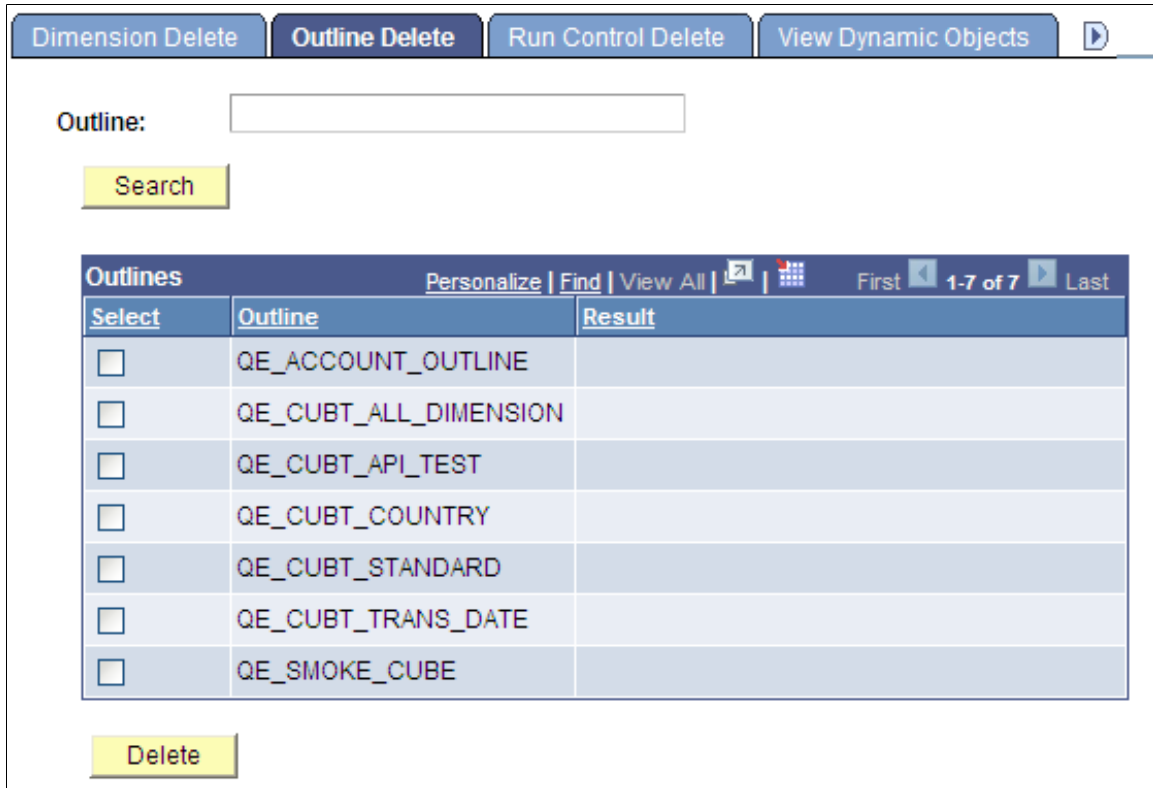 Dimension Delete Outline Delete Run Control Delete View Dynamic Objects
Outline:
Search
Outlines Personalize | Find | View All | | First 1-7 of 7 Last
Select Outline Result
QE_ACCOUNT_OUTLINE
QE_CUBT_ALL_DIMENSION
QE_CUBT_API_TEST
QE_CUBT_COUNTRY
QE_CUBT_STANDARD
QE_CUBT_TRANS_DATE
QE_SMOKE_CUBE
Delete